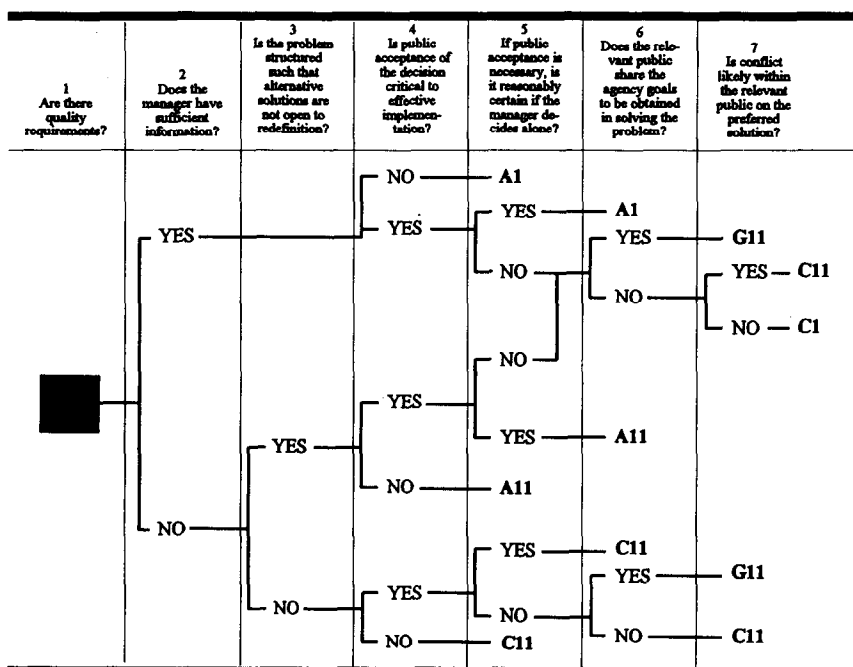 1
Are there
quality
requirements?
2
Does the
manager have
sufficient
information?
3
Is the problem
structured
such that
alternative
solutions are
not open to
redefinition?
4
Is public
acceptance of
the decision
critical to
effective
implemen-
tation?
5
If public
acceptance is
necessary, is
it reasonably
certain if the
manager de-
cides alone?
6
Does the rele-
vant public
share the
agency goals
to be obtained
in solving the
problem?
7
Is conflict
likely within
the relevant
public on the
preferred
solution?
NO A1
YES A1
YES YES YES G11
NO YES C11
NO
NO C1
NO
YES
YES A11
YES
NO A11
NO
YES C11
YES G11
YES
NO NO
NO C11 NO C11